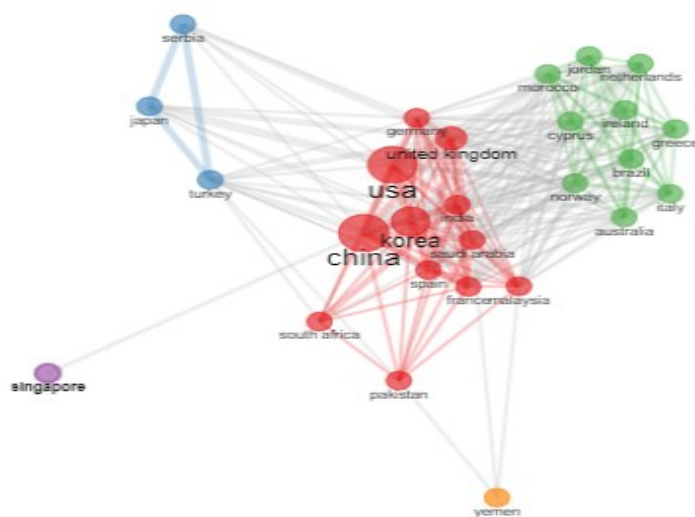 serbia
jordan
netherlands
morocco
japan
germany
ireland
cyprus
greece
united kingdom
brazil
usa
turkey
norway
italy
india
australia
korea
saudi arabia
china
spain
france
malaysia
south africa
singapore
pakistan
yemen